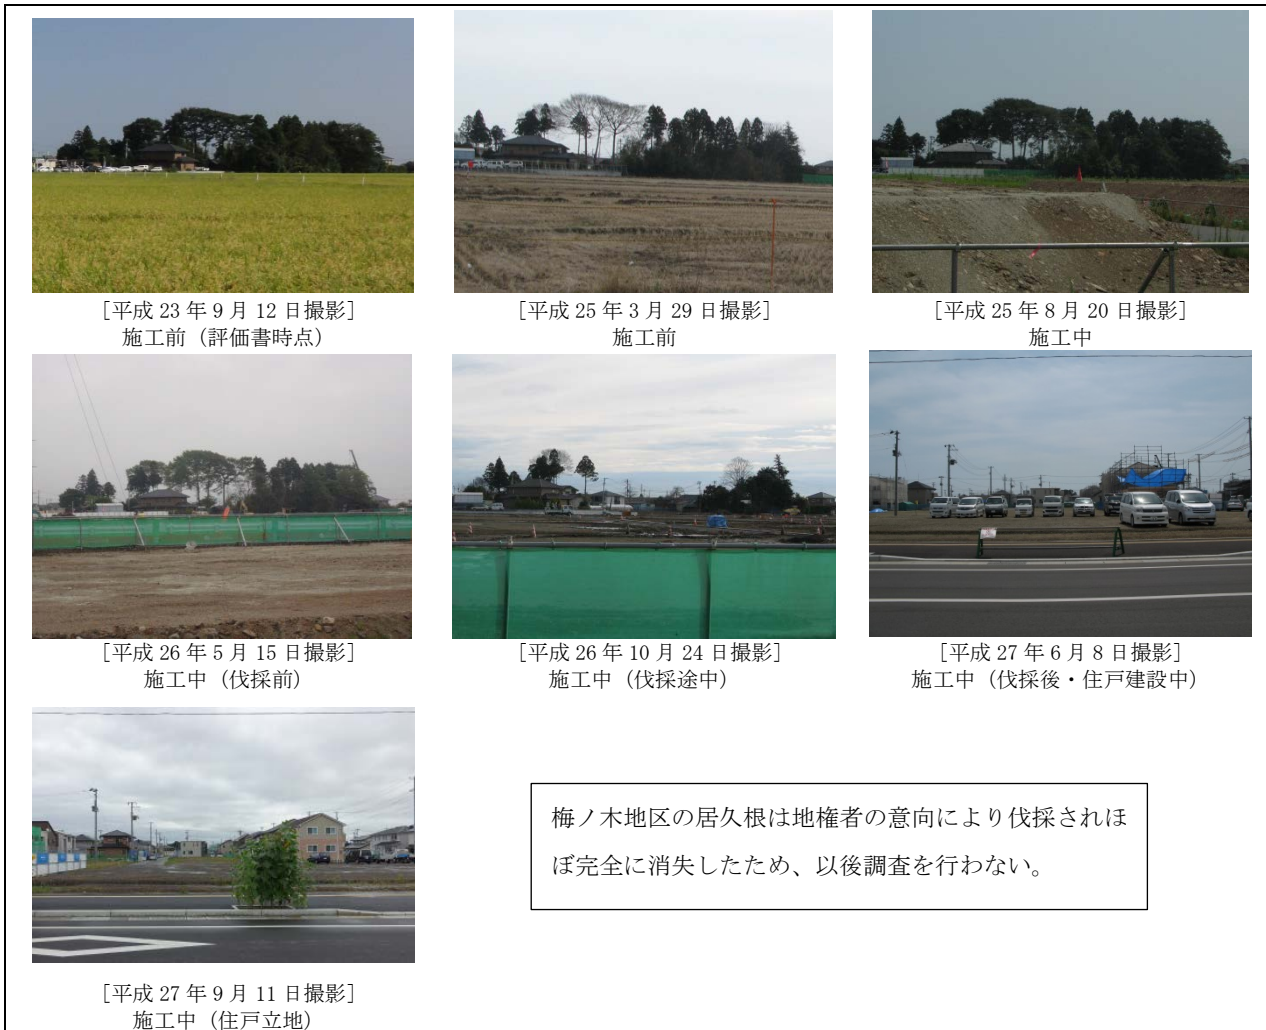 [平成 23 年 9 月 12 日撮影]
施工前（評価書時点）
[平成 25 年 3 月 29 日撮影]
施工前
[平成 25 年 8 月 20 日撮影]
施工中
[平成 26 年 5 月 15 日撮影]
施工中（伐採前）
[平成 26 年 10 月 24 日撮影]
施工中（伐採途中）
[平成 27 年 6 月 8 日撮影]
施工中（伐採後・住戸建設中）
[平成 27 年 9 月 11 日撮影]
施工中（住戸立地）
梅ノ木地区の居久根は地権者の意向により伐採されほ
ぼ完全に消失したため、以後調査を行わない。